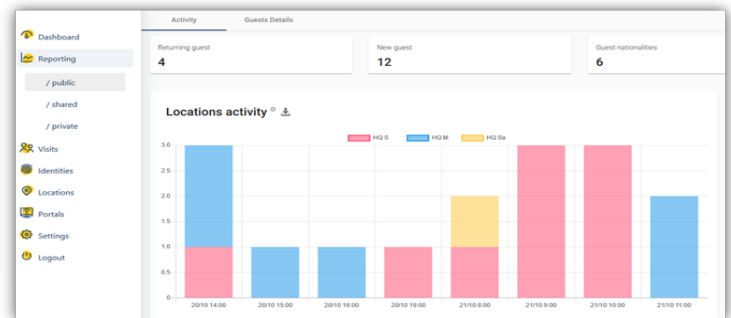 Dashboard
Reporting
/ public
/ shared
/ private
Visits
Identities
Locations
Portals
Settings
Logout
Activity Guests Details
Returning guest
4
New guest
12
Guest nationalities
6
Locations activity
HQ S HQ M HQ Sa
3.0
2.5
2.0
1.5
1.0
0.5
0
20/10 14:00 20/10 15:00 20/10 16:00 20/10 19:00 21/10 8:00 21/10 9:00 21/10 10:00 21/10 11:00